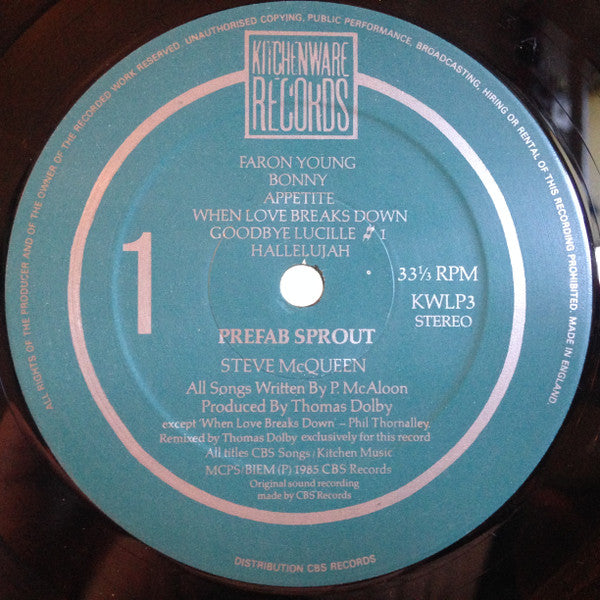 ALL RIGHTS OF THE PRODUCER AND OF THE OWNER OF THE RECORDED WORK RESERVED. UNAUTHORISED COPYING, PUBLIC PERFORMANCE, BROADCASTING, HIRING OR RENTAL OF THIS RECORDING PROHIBITED. MADE IN ENGLAND.
KITCHENWARE
RECORDS
FARON YOUNG
BONNY
APPETITE
WHEN LOVE BREAKS DOWN
GOODBYE LUCILLE # 1
HALLELUJAH
1
33⅓ RPM
KWLP3
STEREO
PREFAB SPROUT
STEVE McQUEEN
All Songs Written By P. McAloon
Produced By Thomas Dolby
except 'When Love Breaks Down' – Phil Thornalley.
Remixed by Thomas Dolby exclusively for this record
All titles CBS Songs/Kitchen Music
MCPS/BIEM (P) 1985 CBS Records
Original sound recording
made by CBS Records
DISTRIBUTION CBS RECORDS